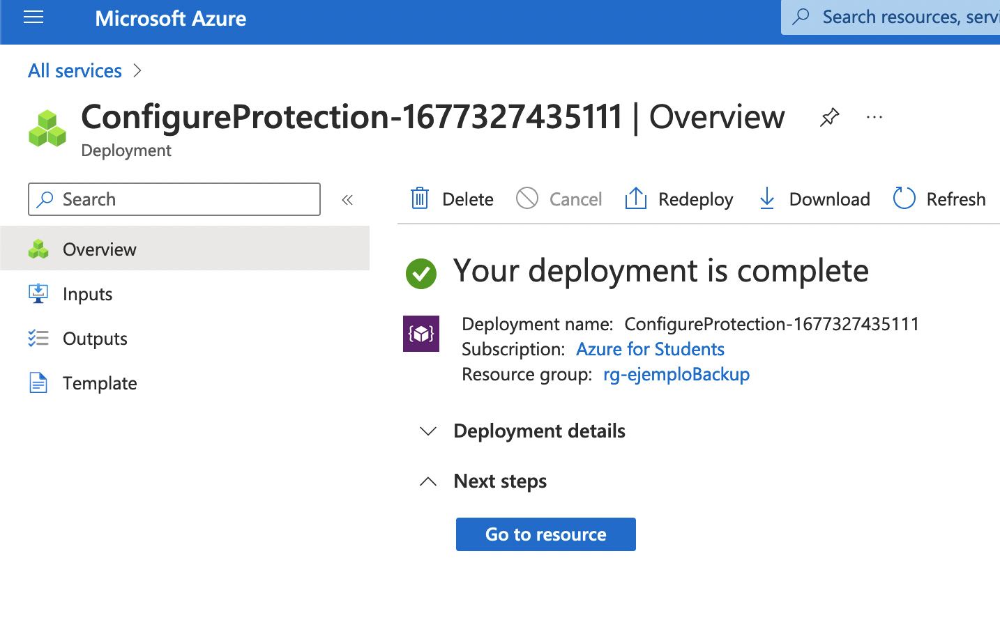 Microsoft Azure
Search resources, servi
All services
ConfigureProtection-1677327435111 | Overview
Deployment
Search
Delete
Cancel
Redeploy
Download
Refresh
Overview
Inputs
Outputs
Template
Your deployment is complete
Deployment name: ConfigureProtection-1677327435111
Subscription: Azure for Students
Resource group: rg-ejemploBackup
Deployment details
Next steps
Go to resource